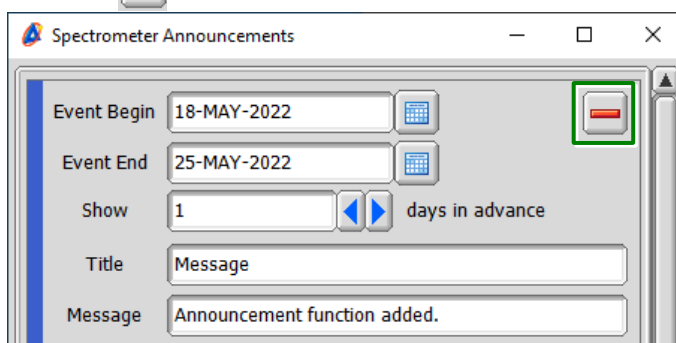 Spectrometer Announcements
Event Begin 18-MAY-2022
Event End 25-MAY-2022
Show 1 days in advance
Title Message
Message Announcement function added.